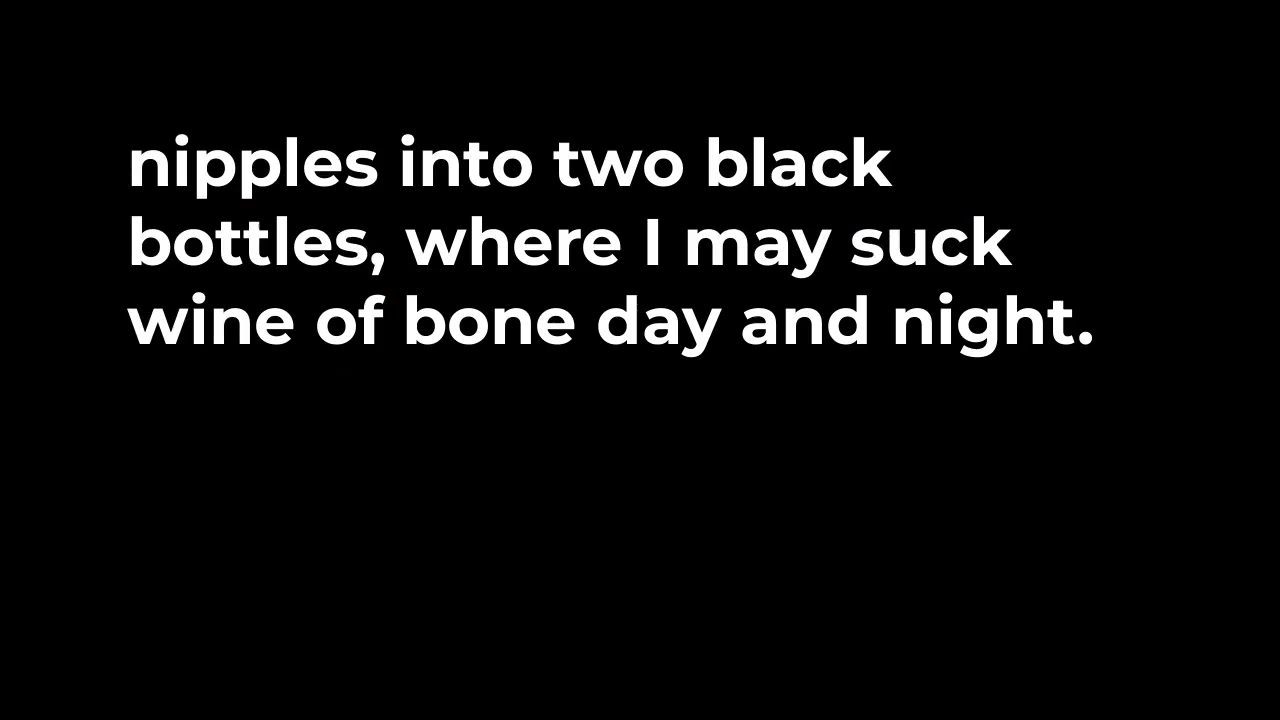 nipples into two black
bottles, where I may suck
wine of bone day and night.